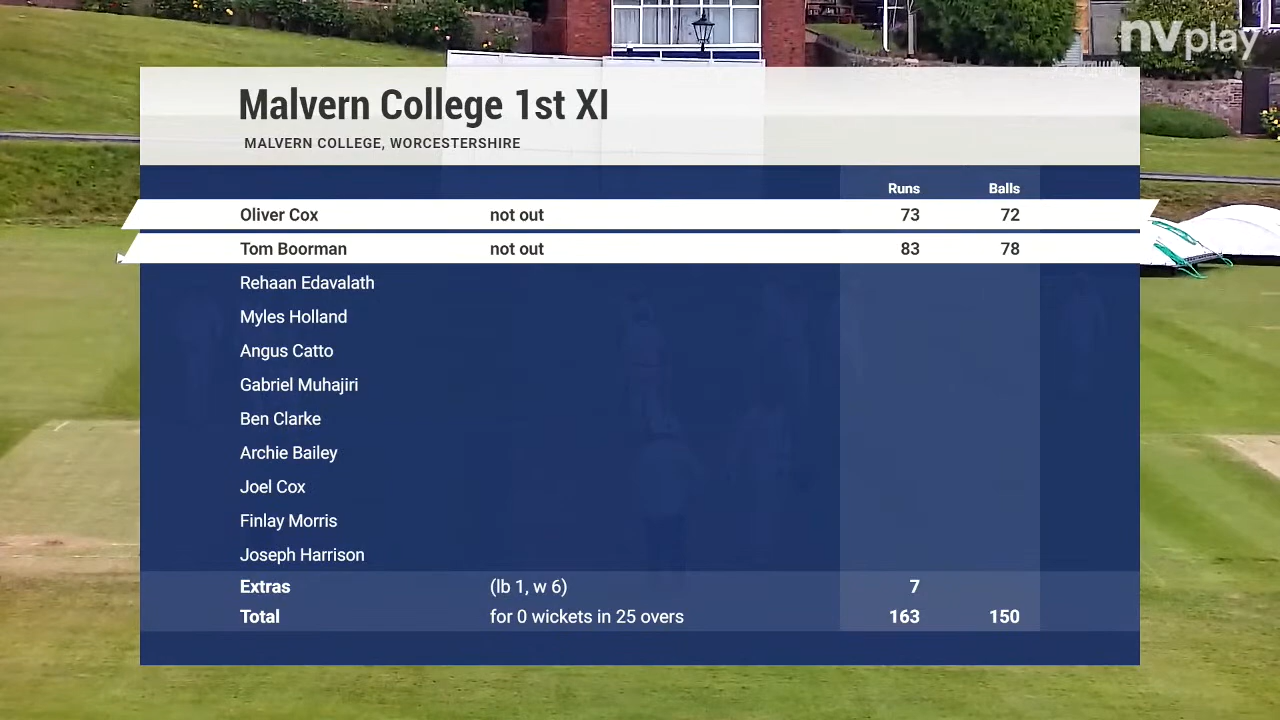 nvplay
Malvern College 1st XI
MALVERN COLLEGE, WORCESTERSHIRE
Runs Balls
Oliver Cox not out 73 72
Tom Boorman not out 83 78
Rehaan Edavalath
Myles Holland
Angus Catto
Gabriel Muhajiri
Ben Clarke
Archie Bailey
Joel Cox
Finlay Morris
Joseph Harrison
Extras (lb 1, w 6) 7
Total for 0 wickets in 25 overs 163 150